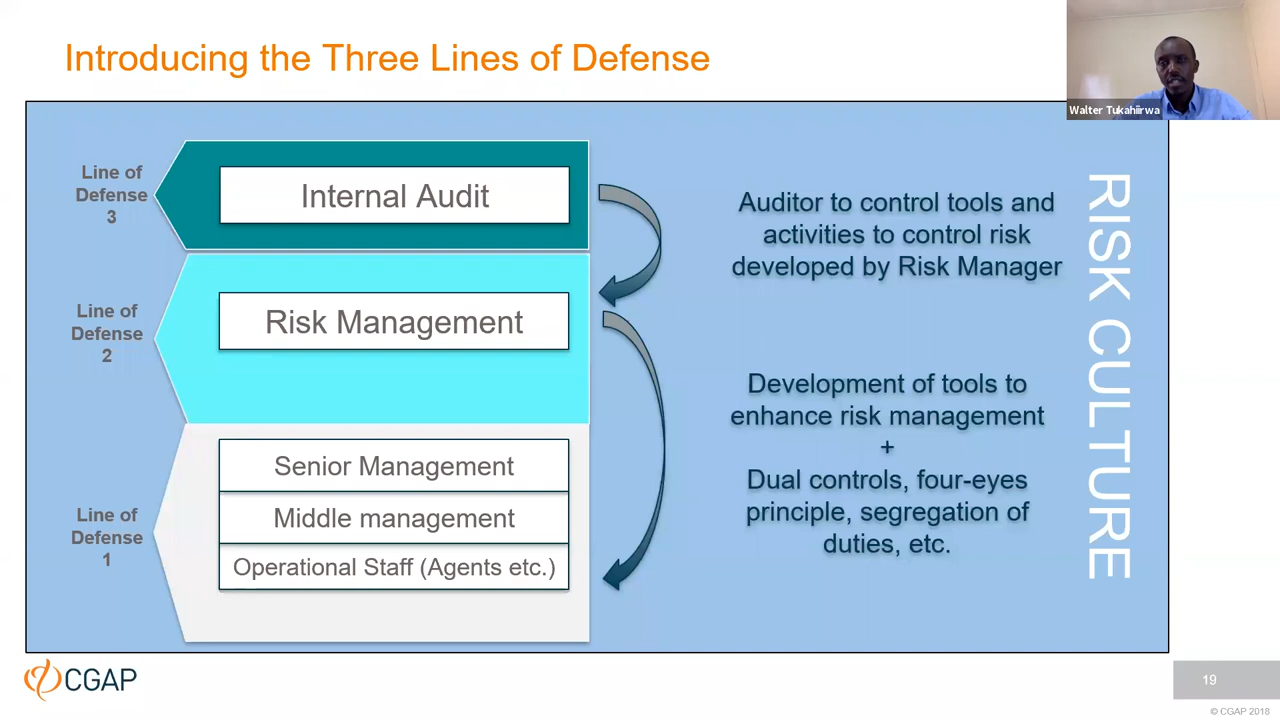 Introducing the Three Lines of Defense
Walter Tukahiirwa
Line of
Defense
3
Internal Audit
Auditor to control tools and
activities to control risk
developed by Risk Manager
Line of
Defense
2
Risk Management
Development of tools to
enhance risk management
+
Dual controls, four-eyes
principle, segregation of
duties, etc.
Line of
Defense
1
Senior Management
Middle management
Operational Staff (Agents etc.)
RISK CULTURE
CGAP
19
© CGAP 2018